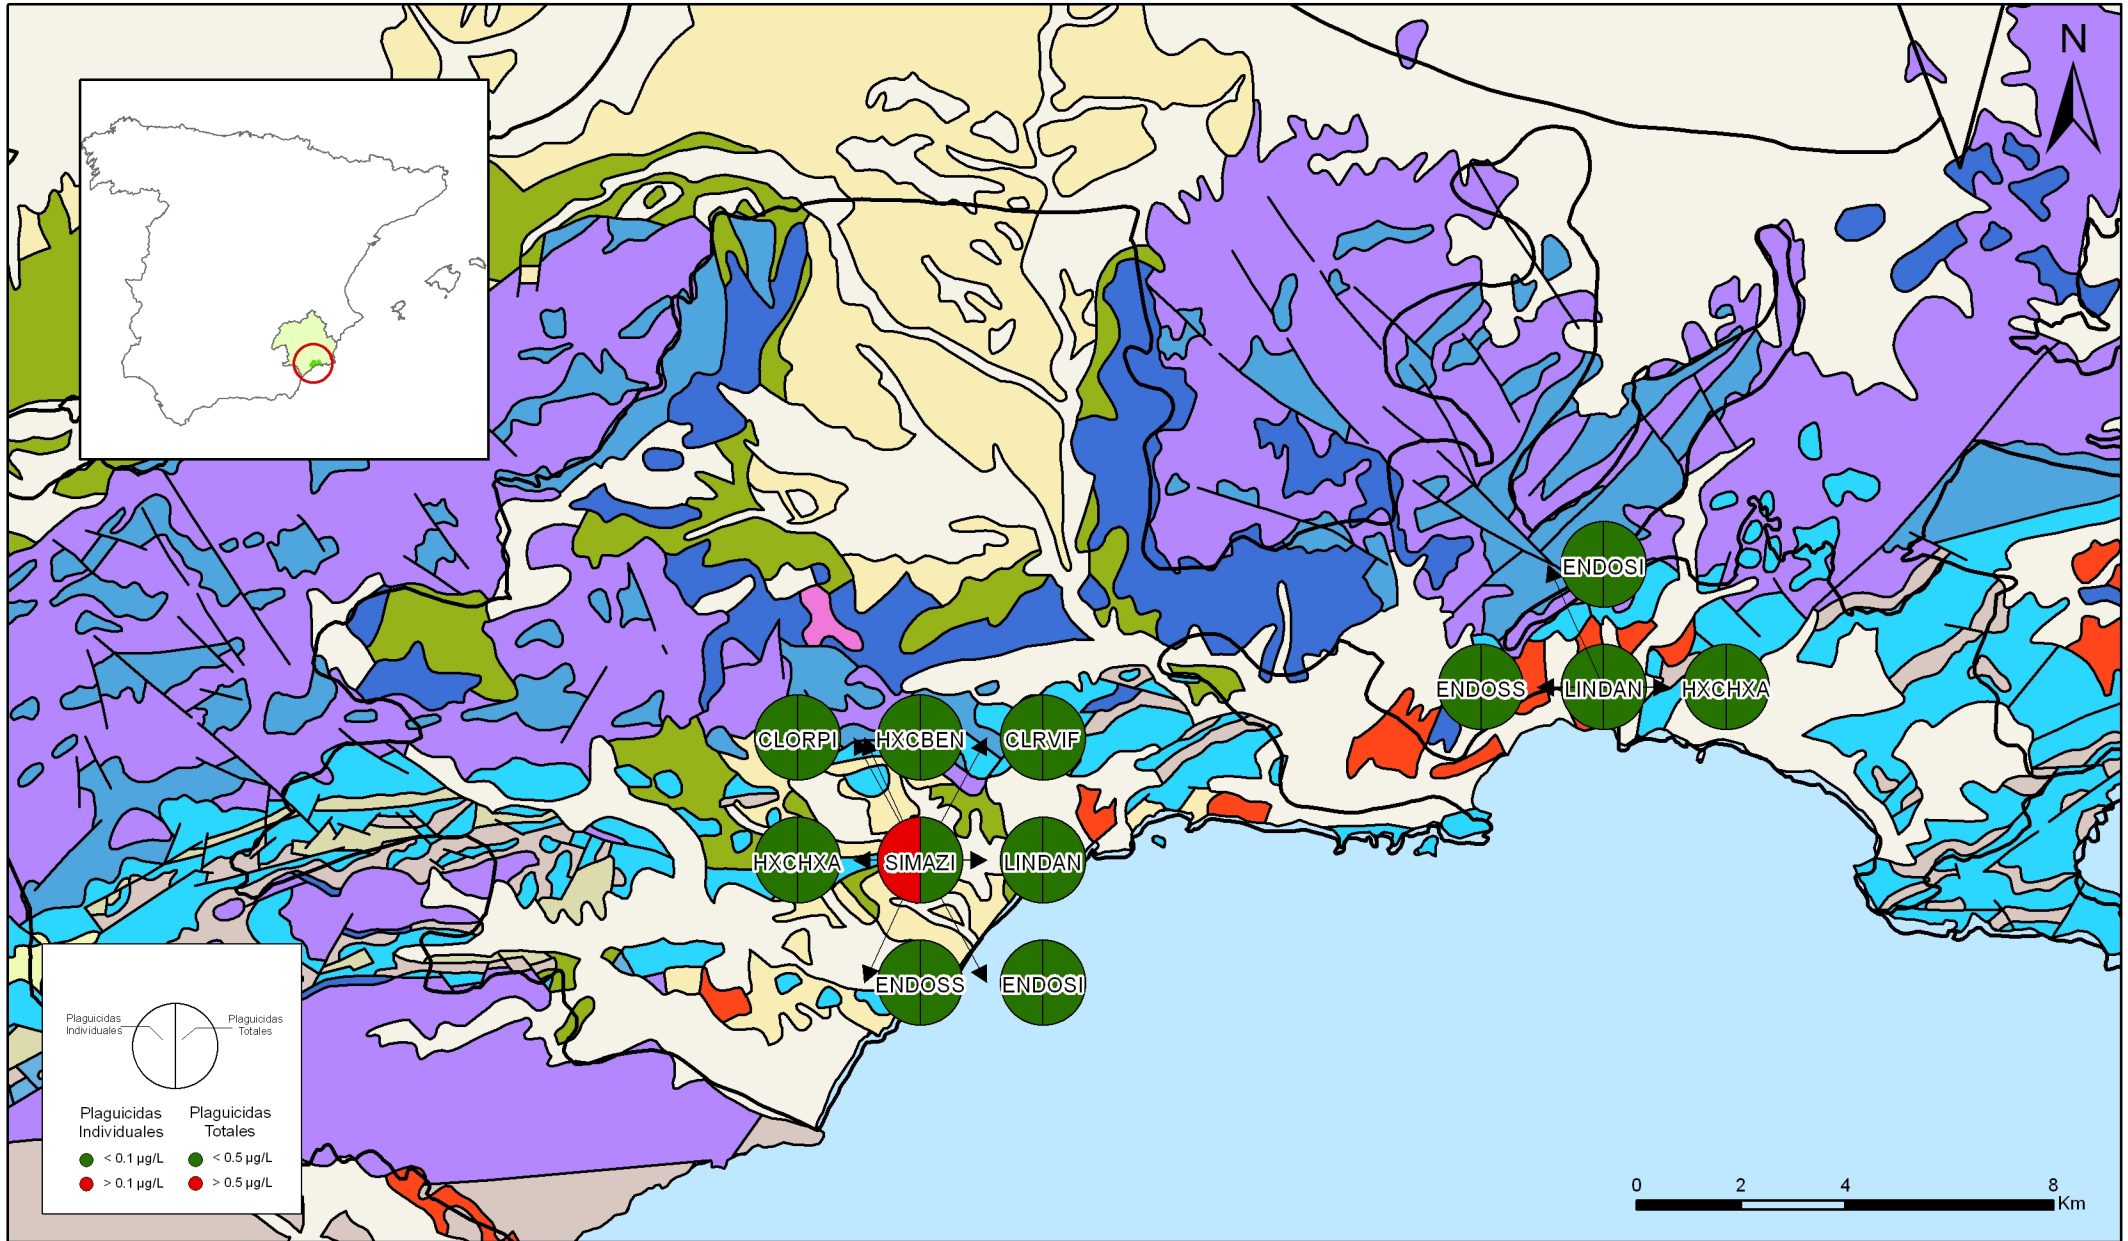 N
ENDOSI
ENDOSS
LINDAN
HXCHXA
CLORPI
HXCBEN
CLRVIF
HXCHXA
SIMAZI
LINDAN
ENDOSS
ENDOSI
Plaguicidas
Individuales
Plaguicidas
Totales
Plaguicidas
Individuales
Plaguicidas
Totales
< 0.1 µg/L
< 0.5 µg/L
> 0.1 µg/L
> 0.5 µg/L
0 2 4 8
Km